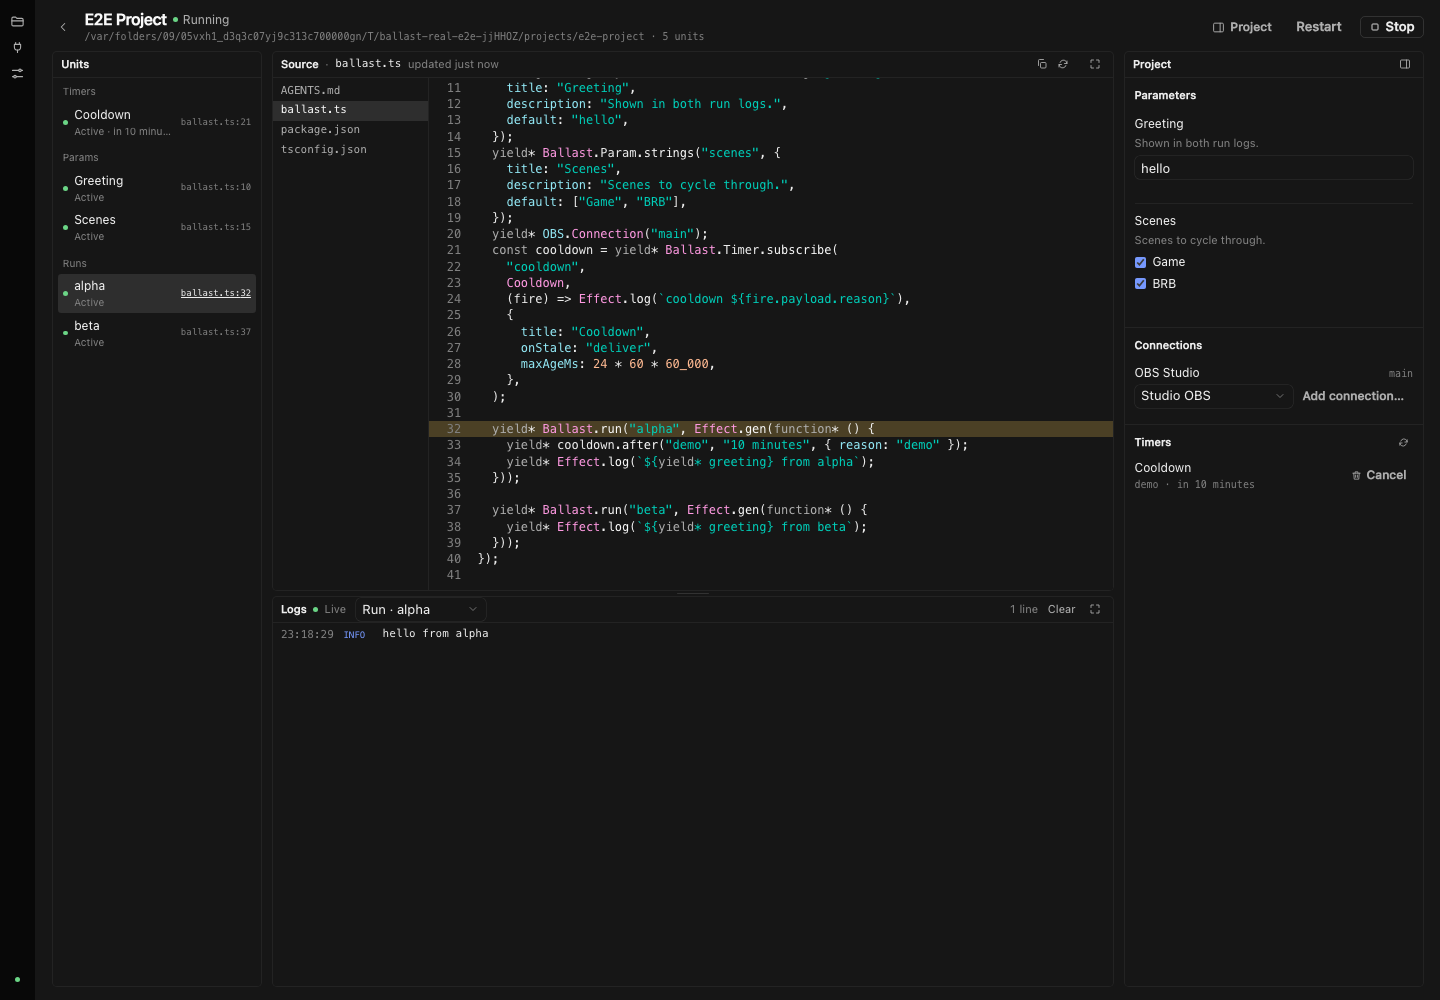 E2E Project Running
/var/folders/09/05vxh1_d3q3c07yj9c313c700000gn/T/ballast-real-e2e-jjHHOZ/projects/e2e-project · 5 units
Project Restart Stop
Units
Timers
Cooldown
Active · in 10 minu... ballast.ts:21
Params
Greeting
Active ballast.ts:10
Scenes
Active ballast.ts:15
Runs
alpha
Active ballast.ts:32
beta
Active ballast.ts:37
Source · ballast.ts updated just now
AGENTS.md
ballast.ts
package.json
tsconfig.json
11 title: "Greeting",
12 description: "Shown in both run logs.",
13 default: "hello",
14 });
15 yield* Ballast.Param.strings("scenes", {
16 title: "Scenes",
17 description: "Scenes to cycle through.",
18 default: ["Game", "BRB"],
19 });
20 yield* OBS.Connection("main");
21 const cooldown = yield* Ballast.Timer.subscribe(
22 "cooldown",
23 Cooldown,
24 (fire) => Effect.log(`cooldown ${fire.payload.reason}`),
25 {
26 title: "Cooldown",
27 onStale: "deliver",
28 maxAgeMs: 24 * 60 * 60_000,
29 },
30 );
31
32 yield* Ballast.run("alpha", Effect.gen(function* () {
33 yield* cooldown.after("demo", "10 minutes", { reason: "demo" });
34 yield* Effect.log(`${yield* greeting} from alpha`);
35 }));
36
37 yield* Ballast.run("beta", Effect.gen(function* () {
38 yield* Effect.log(`${yield* greeting} from beta`);
39 }));
40 });
41
Logs Live Run · alpha 1 line Clear
23:18:29 INFO hello from alpha
Project
Parameters
Greeting
Shown in both run logs.
hello
Scenes
Scenes to cycle through.
Game
BRB
Connections
OBS Studio main
Studio OBS Add connection...
Timers
Cooldown
demo · in 10 minutes Cancel